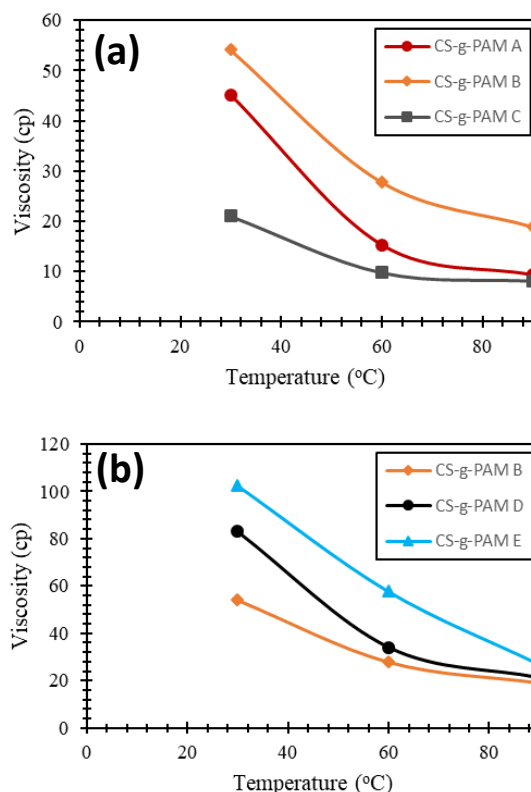 (a)
CS-g-PAM A
CS-g-PAM B
CS-g-PAM C
Viscosity (cp)
60
50
40
30
20
10
0
0 20 40 60 80
Temperature (oC)
(b)
CS-g-PAM B
CS-g-PAM D
CS-g-PAM E
Viscosity (cp)
120
100
80
60
40
20
0
0 20 40 60 80
Temperature (oC)